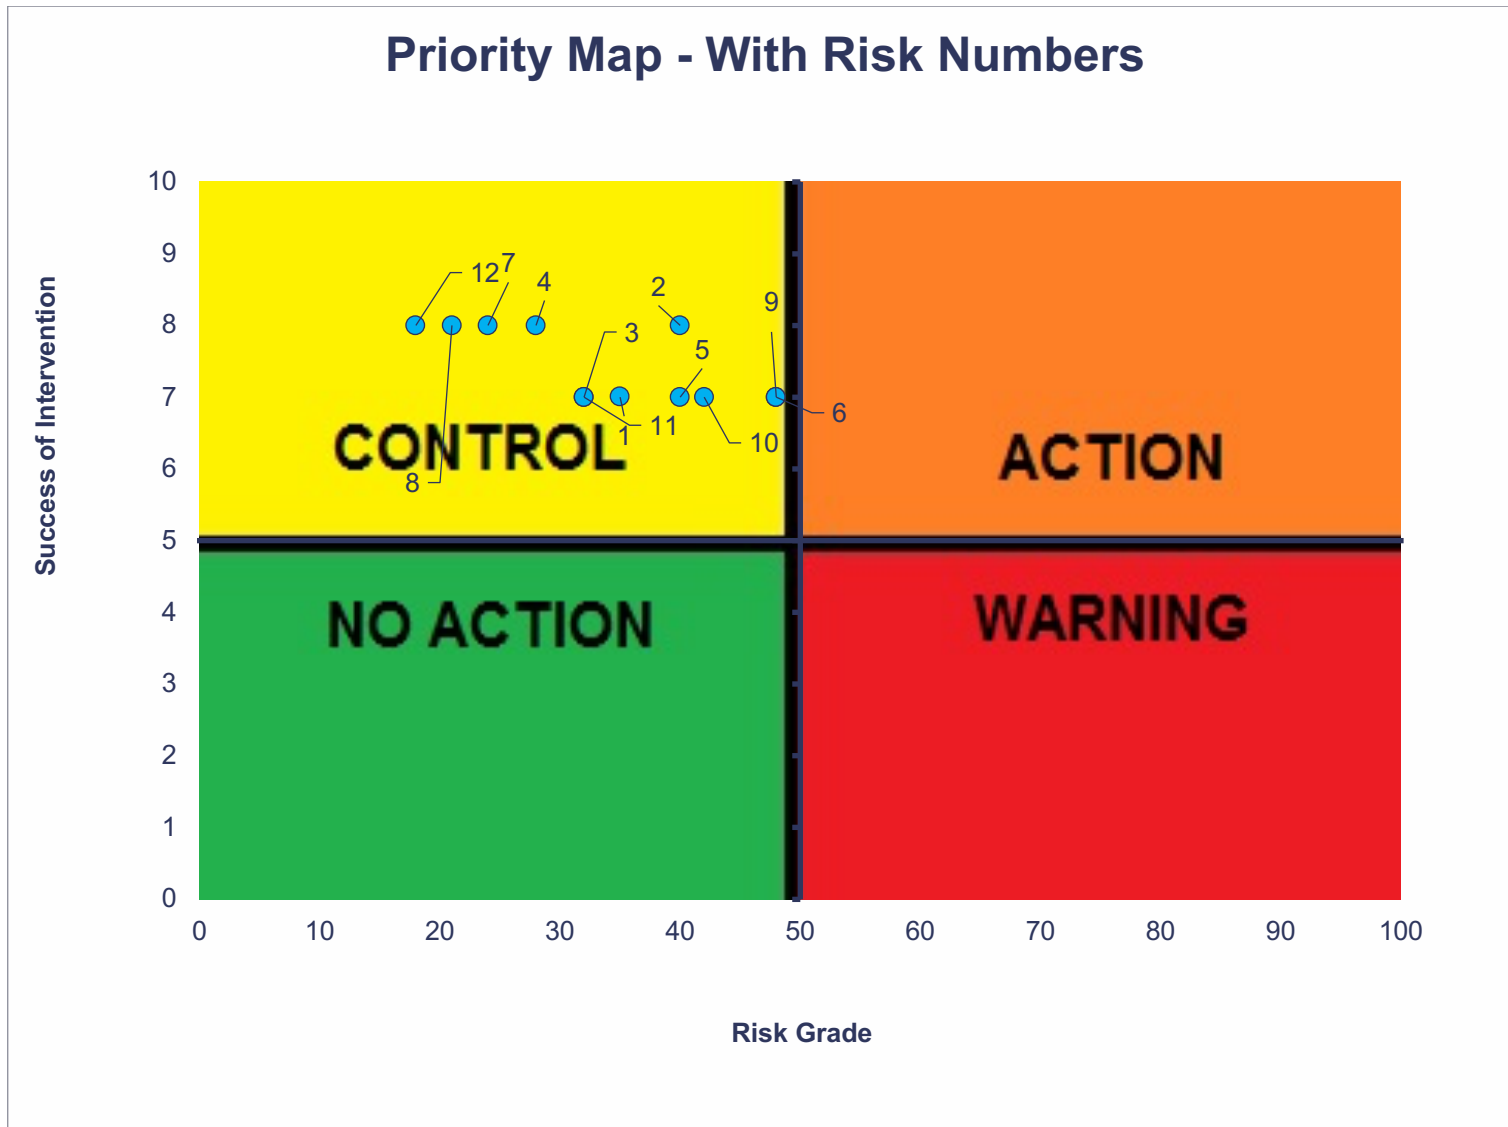 Priority Map - With Risk Numbers
Success of Intervention
10
9
8
7
6
5
4
3
2
1
0
12
7
4
2
9
3
5
6
1
11
10
8
CONTROL
ACTION
NO ACTION
WARNING
0 10 20 30 40 50 60 70 80 90 100
Risk Grade